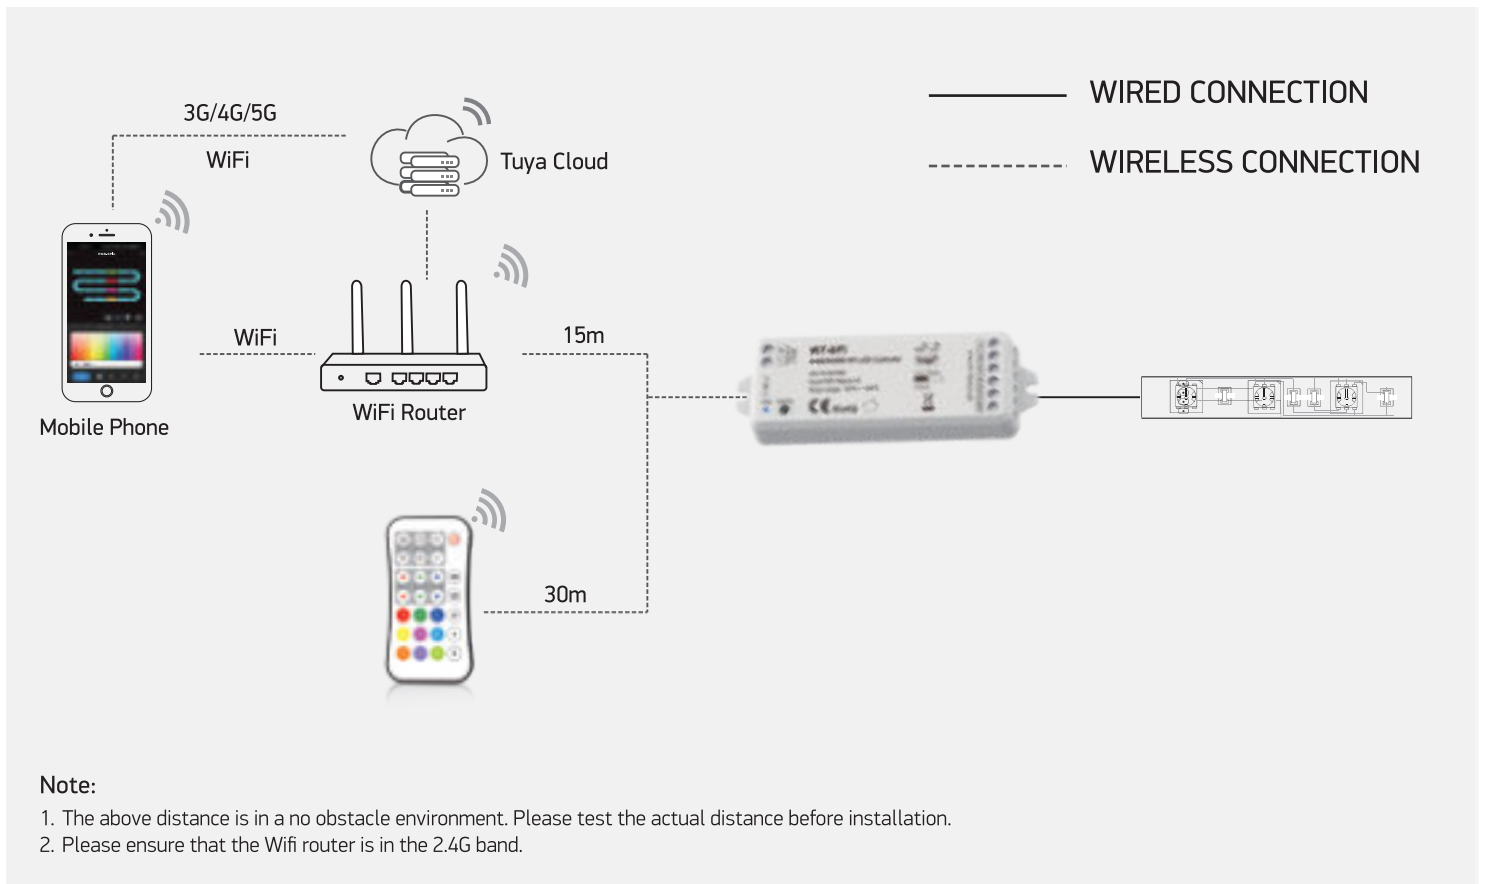 3G/4G/5G
WiFi
Tuya Cloud
WIRED CONNECTION
WIRELESS CONNECTION
WiFi
15m
WiFi Router
Mobile Phone
30m
Note:
1. The above distance is in a no obstacle environment. Please test the actual distance before installation.
2. Please ensure that the Wifi router is in the 2.4G band.